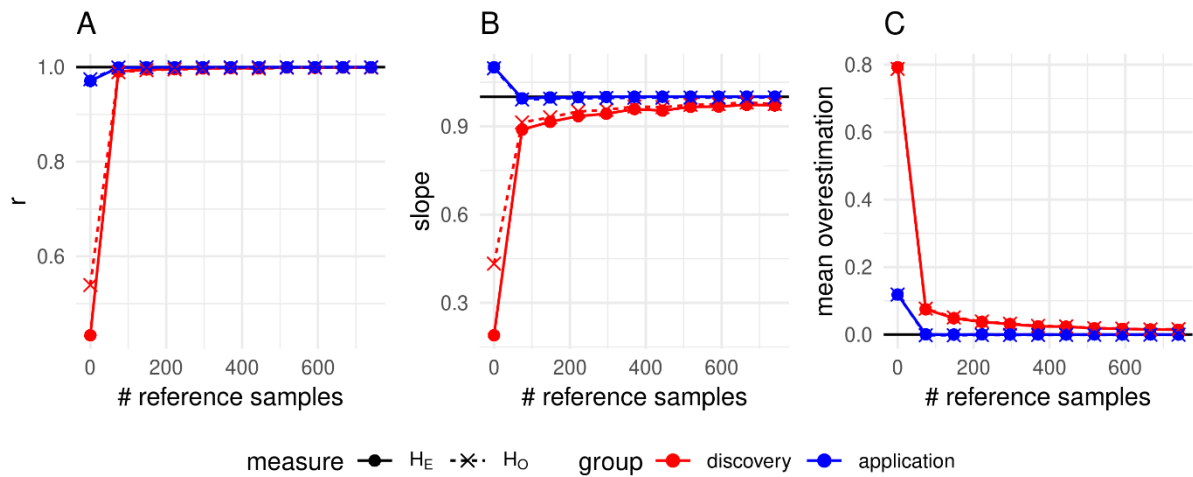 A
B
C
r
1.0
0.8
0.6
0
200
400
600
# reference samples
slope
0.9
0.6
0.3
0
200
400
600
# reference samples
mean overestimation
0.8
0.6
0.4
0.2
0.0
0
200
400
600
# reference samples
measure H_E H_O group discovery application